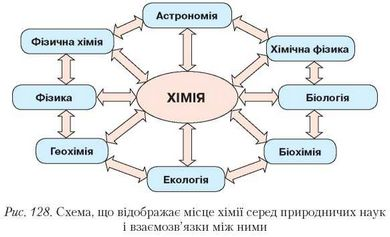 Астрономія
Фізична хімія
Хімічна фізика
Фізика
ХІМІЯ
Біологія
Геохімія
Біохімія
Екологія
Рис. 128. Схема, що відображає місце хімії серед природничих наук
і взаємозв’язки між ними